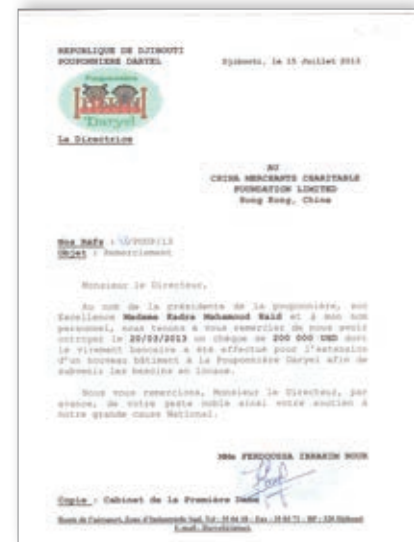 REPUBLIQUE DE DJIBOUTI
POUPONNIERE DARYEL
Djibouti, le 15 Juillet 2013
Pouponnière
Daryel
La Directrice
AU
CHINA MERCHANTS CHARITABLE
FOUNDATION LIMITED
Hong Kong, China
Nos Réfs :
Objet : Remerciement
Monsieur le Directeur,
Au nom de la présidente de la pouponnière, son
Excellence Madame Kadra Mahamoud Haid et à mon nom
personnel, nous tenons à vous remercier de nous avoir
octroyer le 20/03/2013 un chèque de 200 000 USD dont
le virement bancaire a été effectué pour l'extension
d'un nouveau bâtiment à la Pouponnière Daryel afin de
subvenir les besoins en locaux.
Nous vous remercions, Monsieur le Directeur, par
avance, de votre geste noble ainsi votre soutien à
notre grande cause National.
MMe FERDOUSSA IBRAHIM NOUR
Copie : Cabinet de la Première Dame